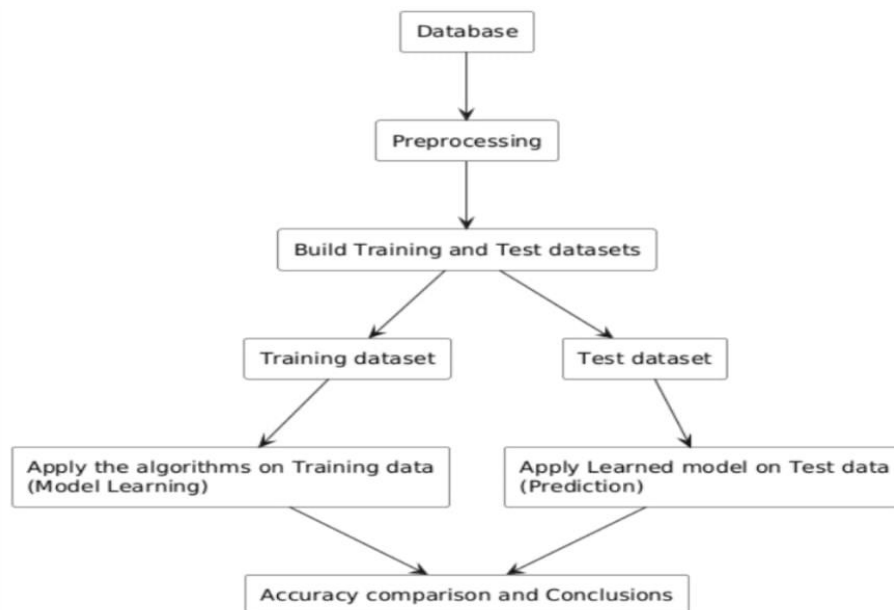 Database
Preprocessing
Build Training and Test datasets
Training dataset
Test dataset
Apply the algorithms on Training data
(Model Learning)
Apply Learned model on Test data
(Prediction)
Accuracy comparison and Conclusions